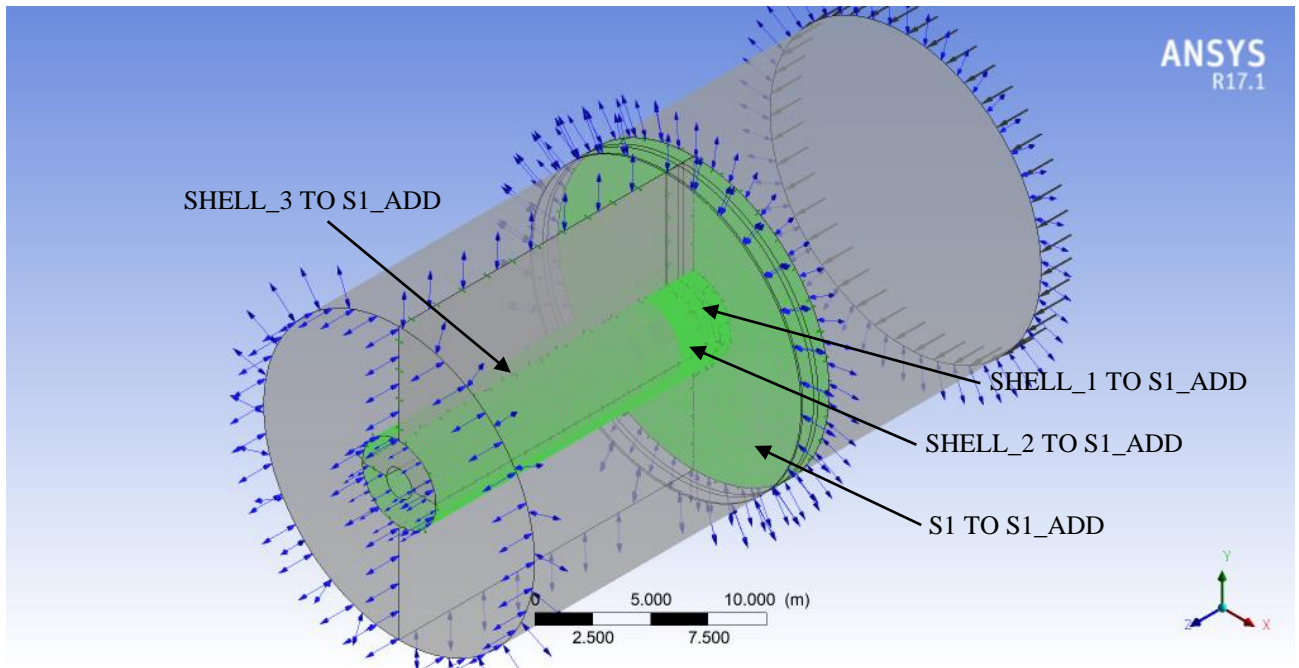 ANSYS
R17.1
SHELL_3 TO S1_ADD
SHELL_1 TO S1_ADD
SHELL_2 TO S1_ADD
S1 TO S1_ADD
0 5.000 10.000 (m)
2.500 7.500
Y
Z X